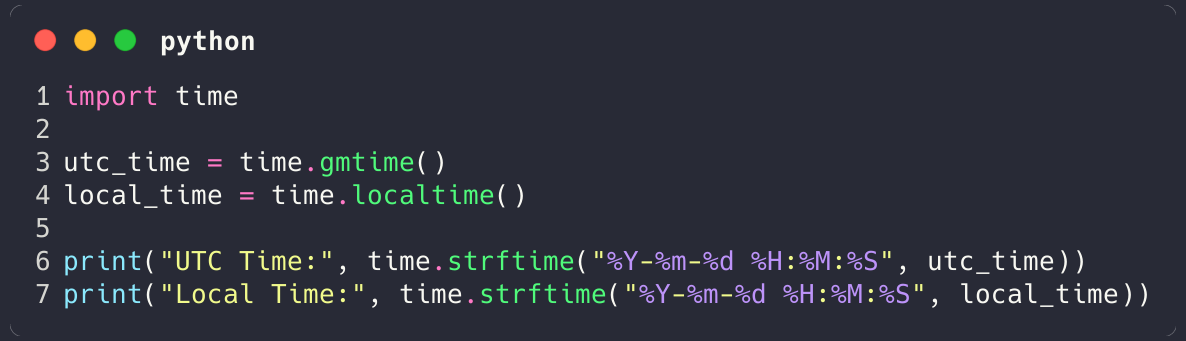 python
1 import time
2
3 utc_time = time.gmtime()
4 local_time = time.localtime()
5
6 print("UTC Time:", time.strftime("%Y-%m-%d %H:%M:%S", utc_time))
7 print("Local Time:", time.strftime("%Y-%m-%d %H:%M:%S", local_time))